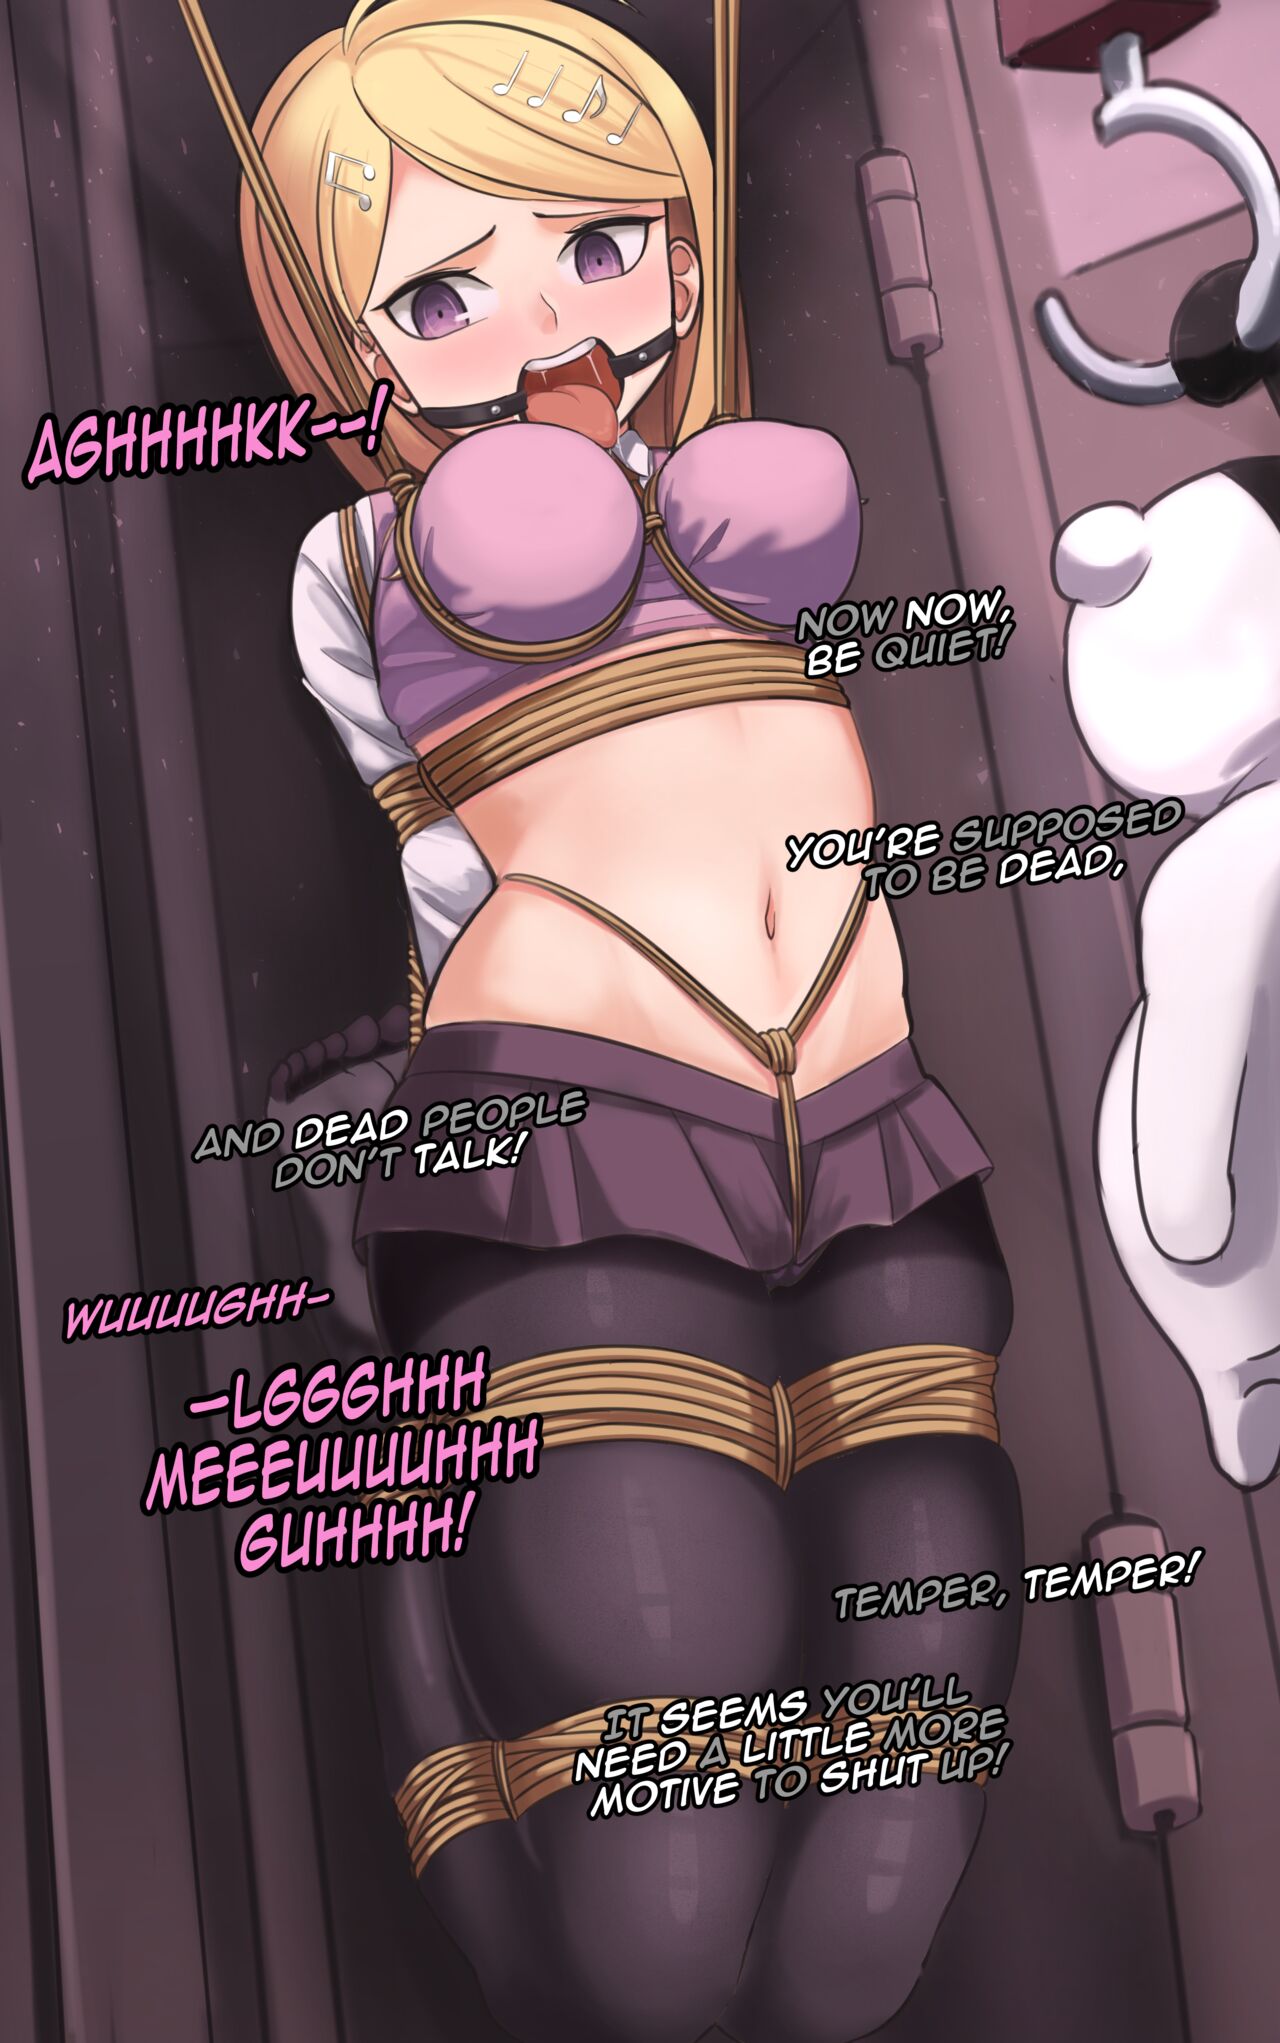 AGHHHHKK--!
NOW NOW,
BE QUIET!
YOU'RE SUPPOSED
TO BE DEAD,
AND DEAD PEOPLE
DON'T TALK!
WUUUUGHH-
-LGGGHHH
MEEEUUUUHHH
GUHHHH!
TEMPER, TEMPER!
IT SEEMS YOU'LL
NEED A LITTLE MORE
MOTIVE TO SHUT UP!